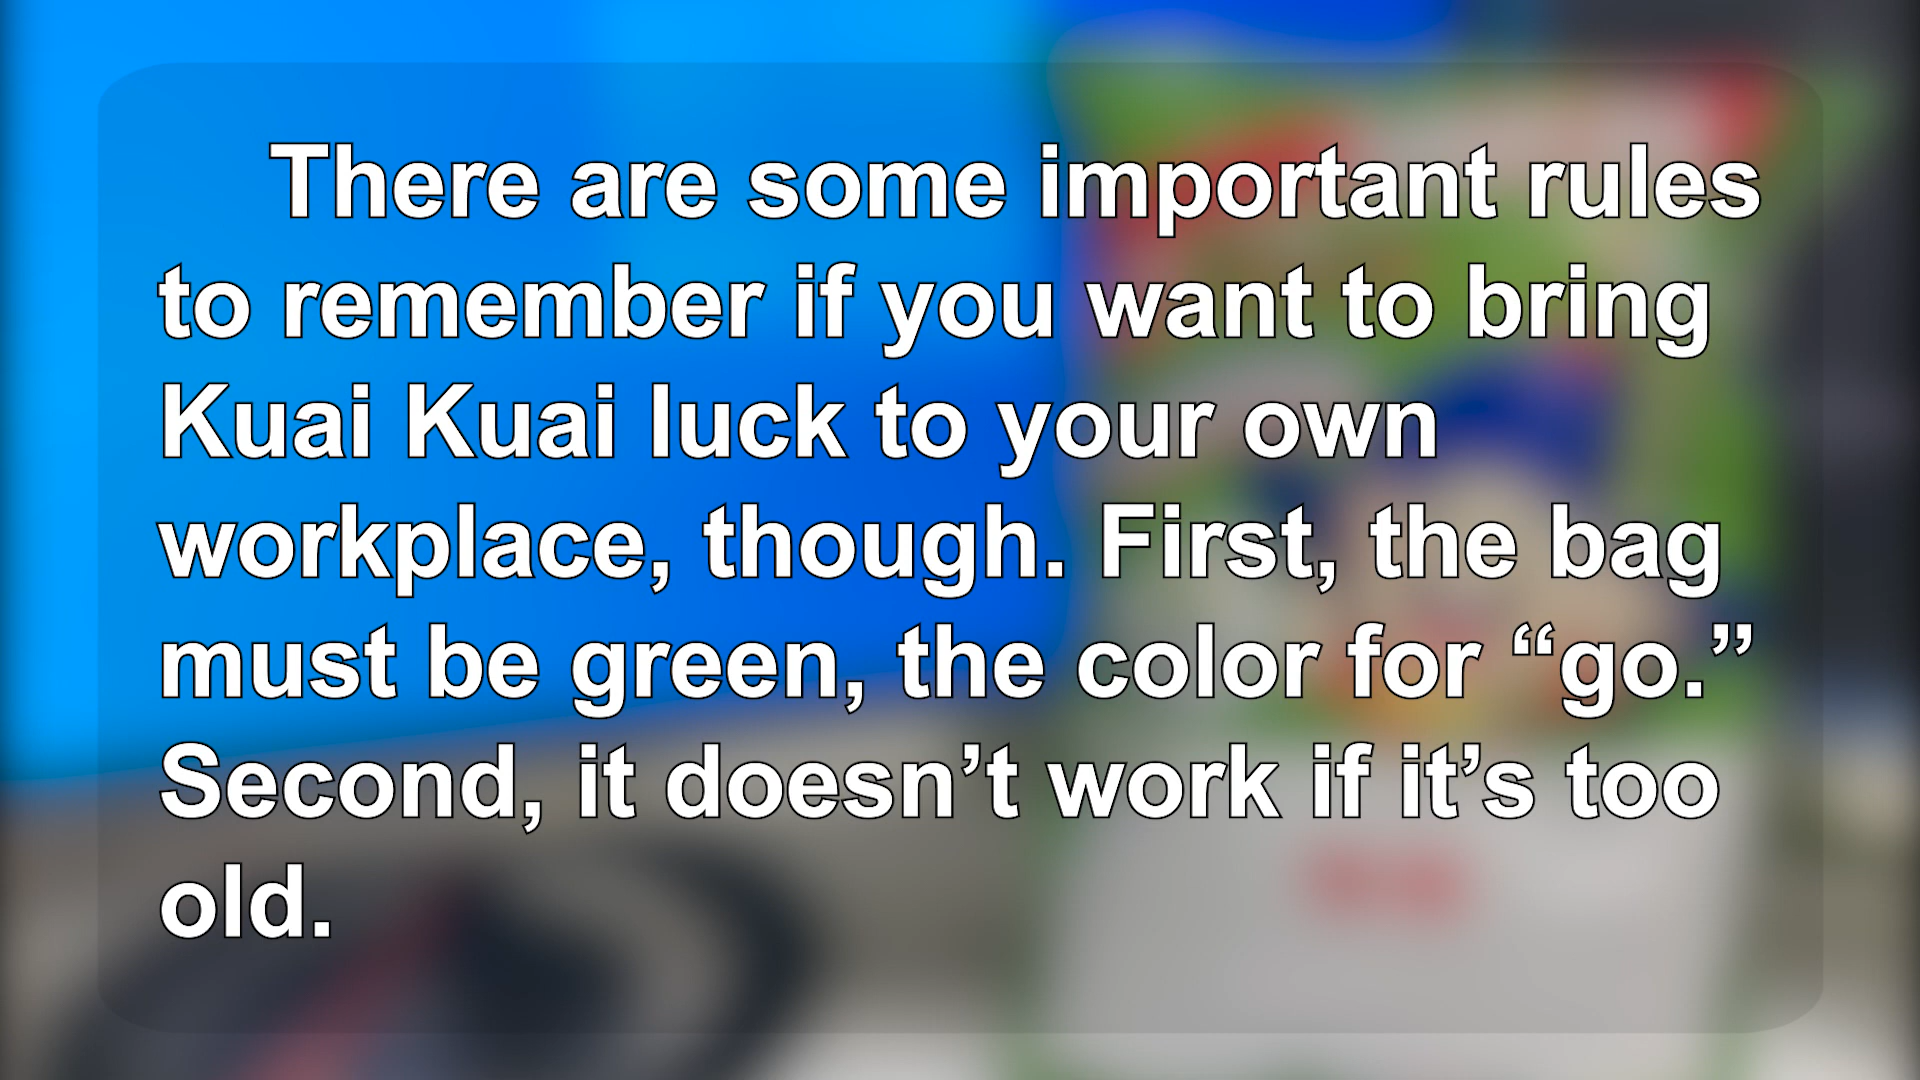 There are some important rules
to remember if you want to bring
Kuai Kuai luck to your own
workplace, though. First, the bag
must be green, the color for “go.”
Second, it doesn’t work if it’s too
old.